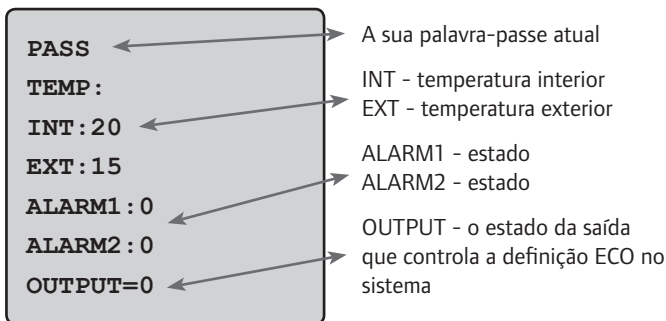 PASS
TEMP:
INT:20
EXT:15
ALARM1:0
ALARM2:0
OUTPUT=0
A sua palavra-passe atual
INT - temperatura interior
EXT - temperatura exterior
ALARM1 - estado
ALARM2 - estado
OUTPUT - o estado da saída
que controla a definição ECO no
sistema